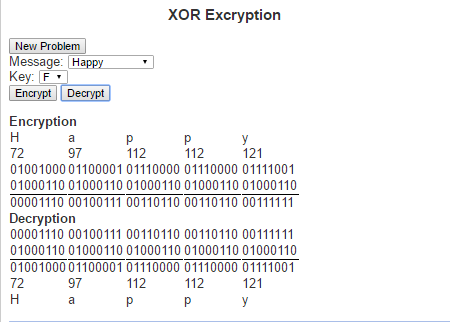 XOR Excryption
New Problem
Message: Happy
Key: F
Encrypt Decrypt
Encryption
H a p p y
72 97 112 112 121
01001000 01100001 01110000 01110000 01111001
01000110 01000110 01000110 01000110 01000110
00001110 00100111 00110110 00110110 00111111
Decryption
00001110 00100111 00110110 00110110 00111111
01000110 01000110 01000110 01000110 01000110
01001000 01100001 01110000 01110000 01111001
72 97 112 112 121
H a p p y